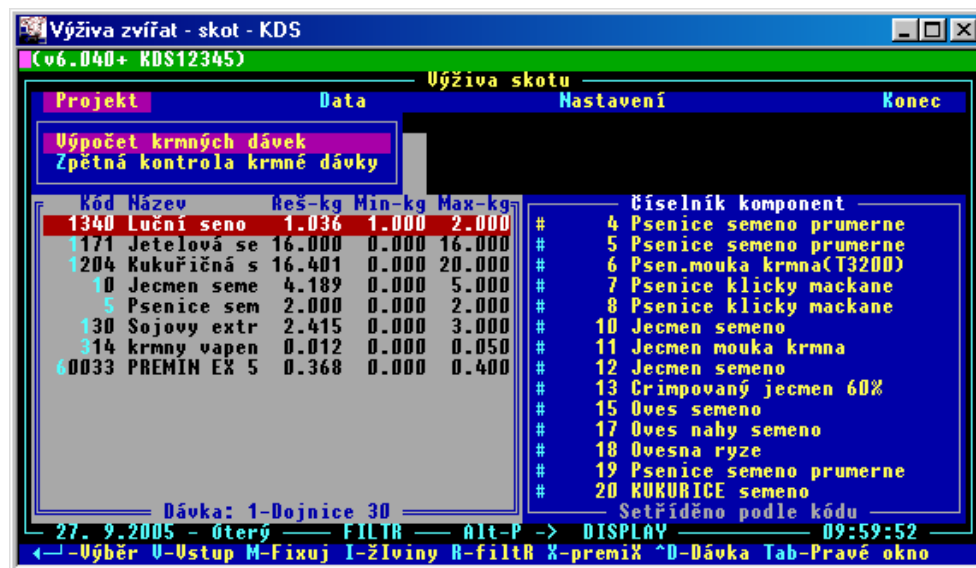 Výživa zvířat - skot - KDS
(v6.040+ KDS12345)
Výživa skotu
Projekt Data Nastavení Konec
Výpočet krmných dávek
Zpětná kontrola krmné dávky
Kód Název Reš-kg Min-kg Max-kg
1340 Luční seno 1.036 1.000 2.000
1171 Jetelová se 16.000 0.000 16.000
1204 Kukuřičná s 16.401 0.000 20.000
10 Jecmen seme 4.189 0.000 5.000
5 Psenice sem 2.000 0.000 2.000
130 Sojovy extr 2.415 0.000 3.000
314 krmny vapen 0.012 0.000 0.050
60033 PREMIN EX 5 0.368 0.000 0.400
Dávka: 1-Dojnice 30
Číselník komponent
# 4 Psenice semeno prumerne
# 5 Psenice semeno prumerne
# 6 Psen.mouka krmna(T3200)
# 7 Psenice klicky mackane
# 8 Psenice klicky mackane
# 10 Jecmen semeno
# 11 Jecmen mouka krmna
# 12 Jecmen semeno
# 13 Crimpovaný jecmen 60%
# 15 Oves semeno
# 17 Oves nahy semeno
# 18 Ovesna ryze
# 19 Psenice semeno prumerne
# 20 KUKURICE semeno
Setříděno podle kódu
27. 9.2005 - úterý FILTR Alt-P -> DISPLAY 09:59:52
◄─┘-Výběr V-Vstup M-Fixuj I-žIviny R-filtR X-premiX ^D-Dávka Tab-Pravé okno